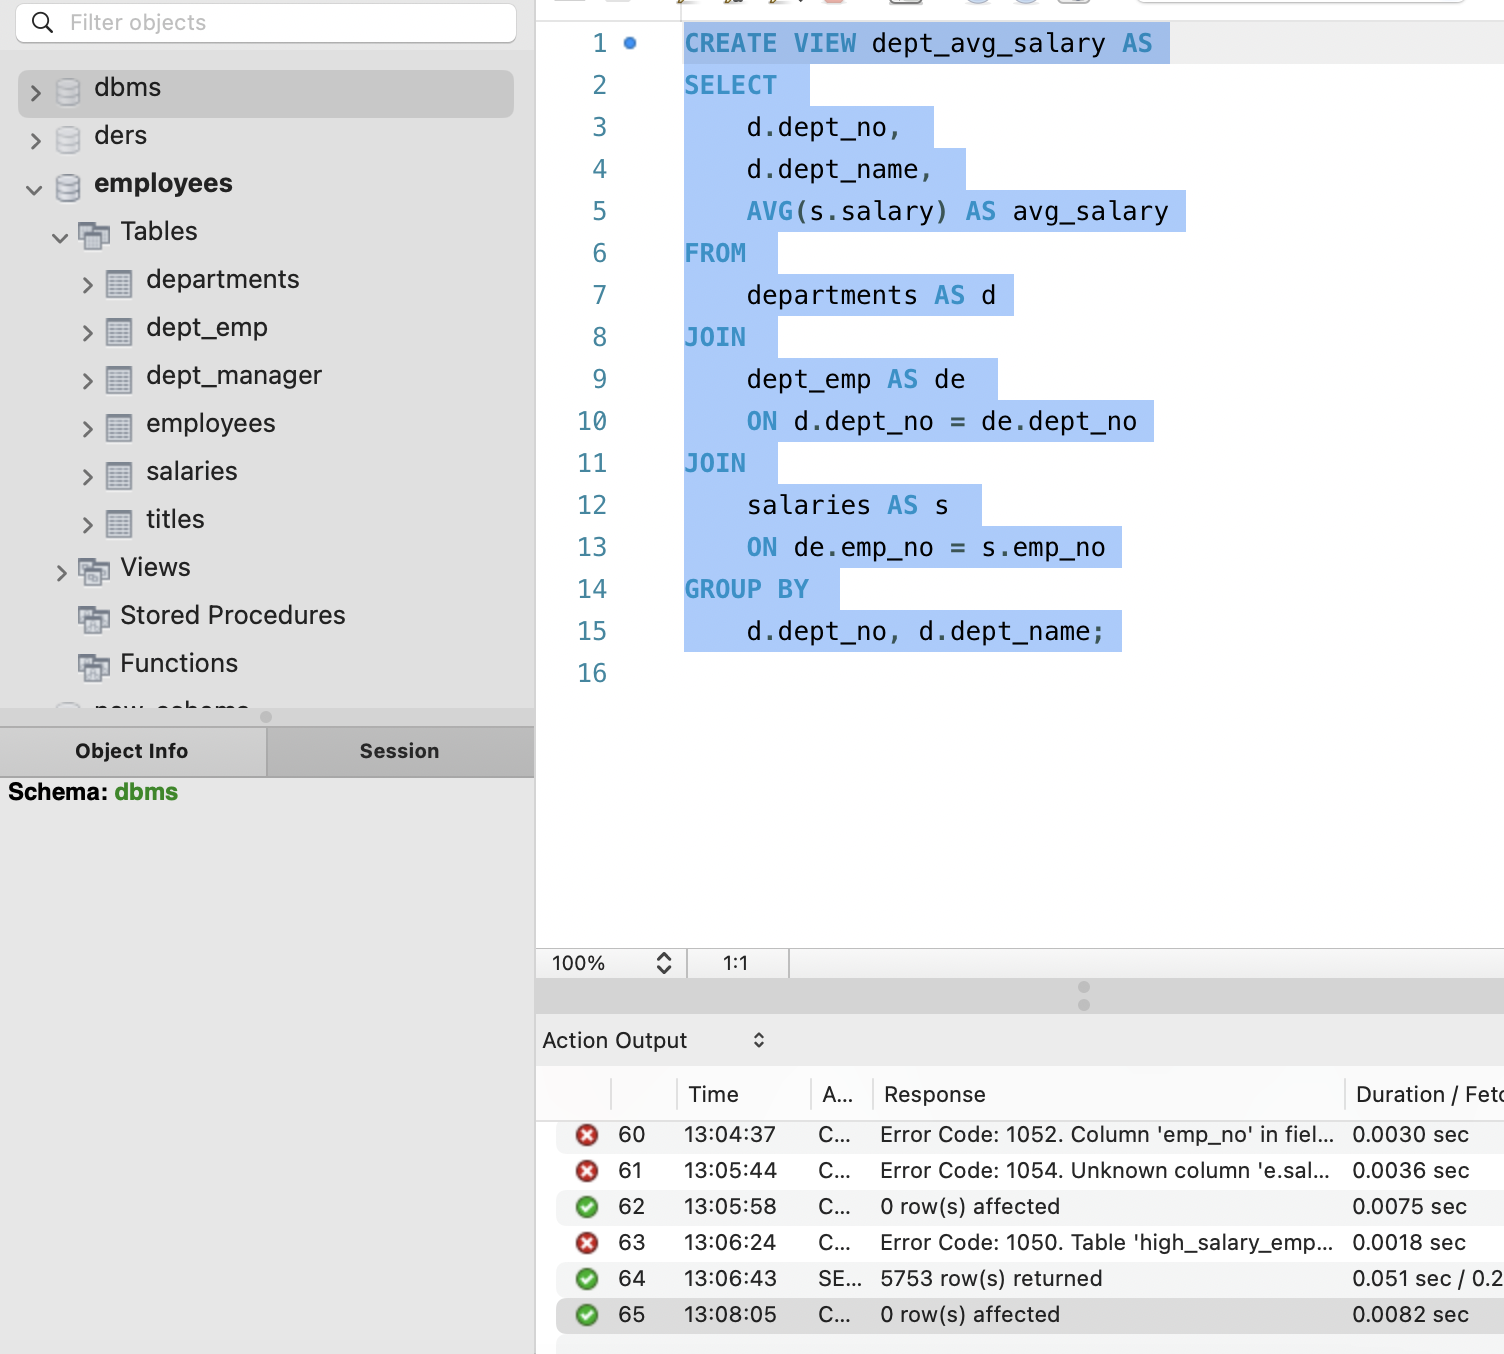 Filter objects
dbms
ders
employees
Tables
departments
dept_emp
dept_manager
employees
salaries
titles
Views
Stored Procedures
Functions
Object Info
Session
Schema: dbms
1 CREATE VIEW dept_avg_salary AS
2 SELECT
3 d.dept_no,
4 d.dept_name,
5 AVG(s.salary) AS avg_salary
6 FROM
7 departments AS d
8 JOIN
9 dept_emp AS de
10 ON d.dept_no = de.dept_no
11 JOIN
12 salaries AS s
13 ON de.emp_no = s.emp_no
14 GROUP BY
15 d.dept_no, d.dept_name;
16
100% 1:1
Action Output
Time A... Response Duration / Fetc
60 13:04:37 C... Error Code: 1052. Column 'emp_no' in fiel... 0.0030 sec
61 13:05:44 C... Error Code: 1054. Unknown column 'e.sal... 0.0036 sec
62 13:05:58 C... 0 row(s) affected 0.0075 sec
63 13:06:24 C... Error Code: 1050. Table 'high_salary_emp... 0.0018 sec
64 13:06:43 SE... 5753 row(s) returned 0.051 sec / 0.2
65 13:08:05 C... 0 row(s) affected 0.0082 sec